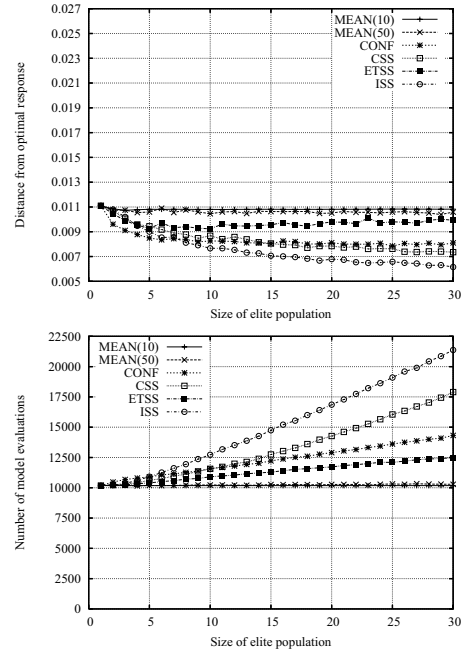 0.027
0.025
0.023
0.021
0.019
0.017
0.015
0.013
0.011
0.009
0.007
0.005
Distance from optimal response
MEAN(10)
MEAN(50)
CONF
CSS
ETSS
ISS
0 5 10 15 20 25 30
Size of elite population
22500
20000
17500
15000
12500
10000
7500
5000
2500
0
Number of model evaluations
MEAN(10)
MEAN(50)
CONF
CSS
ETSS
ISS
0 5 10 15 20 25 30
Size of elite population